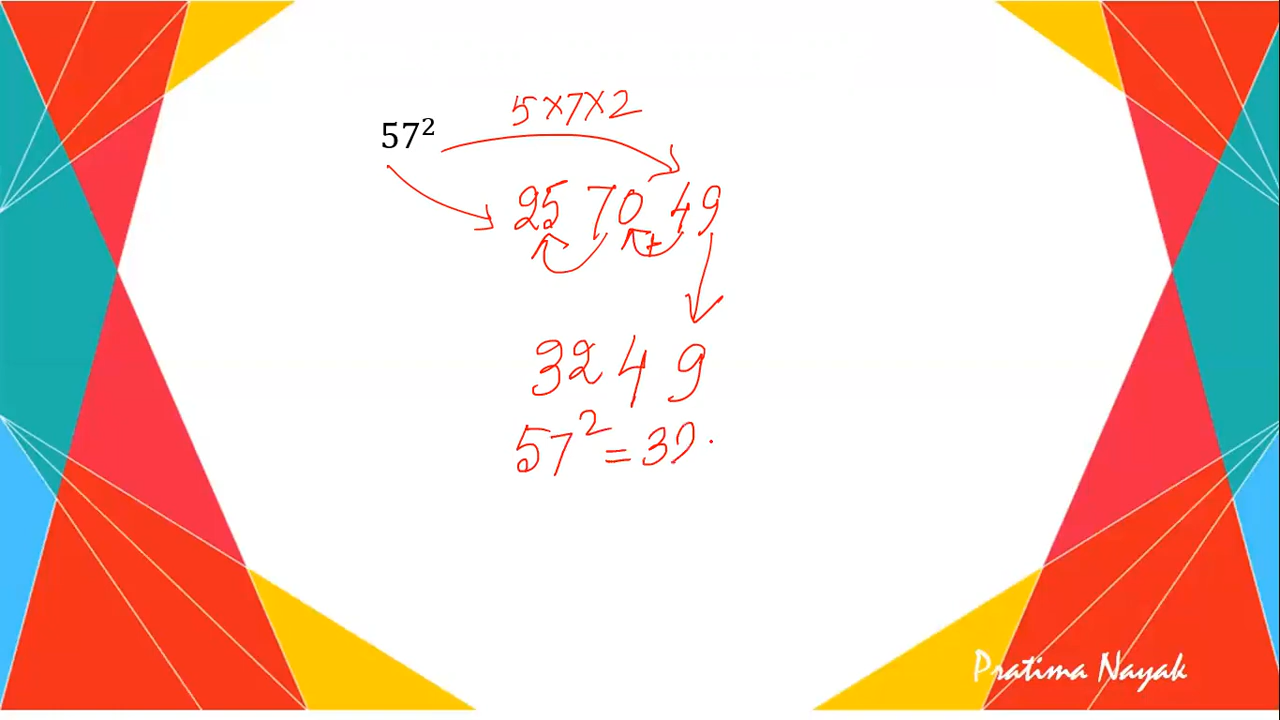 5×7×2
57²
25 70 49
+
3249
57² = 32
Pratima Nayak